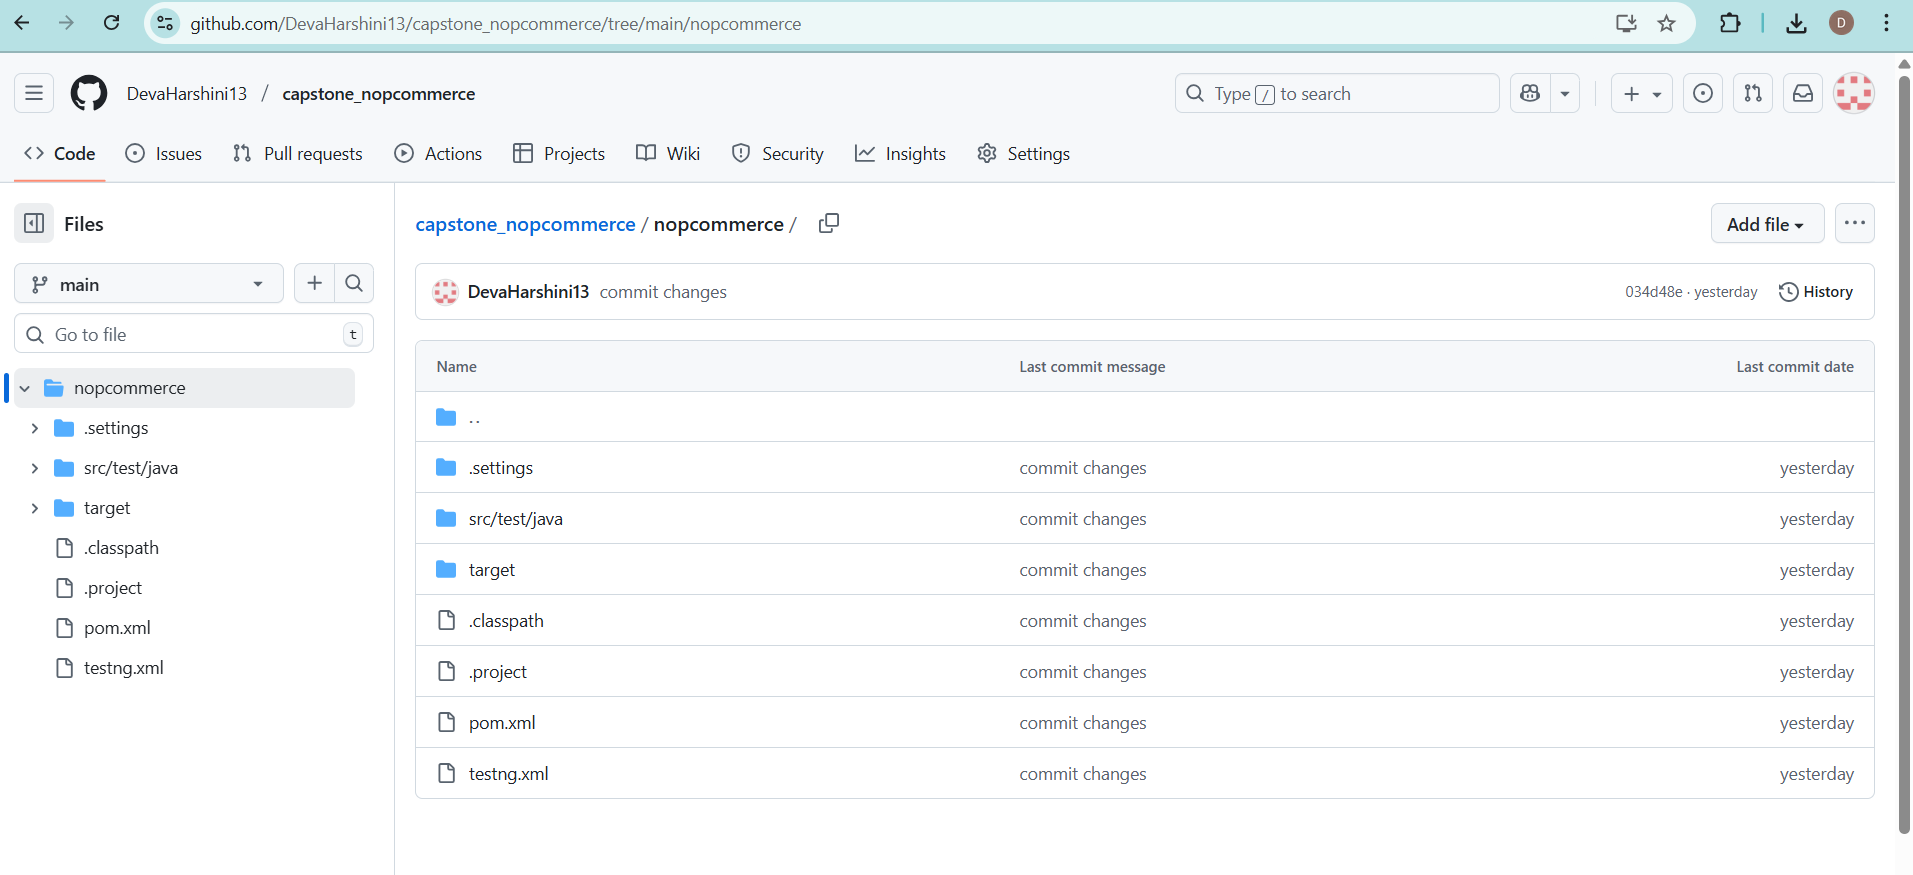 github.com/DevaHarshini13/capstone_nopcommerce/tree/main/nopcommerce
D
DevaHarshini13 / capstone_nopcommerce
Type / to search
Code Issues Pull requests Actions Projects Wiki Security Insights Settings
Files
main
Go to file t
nopcommerce
.settings
src/test/java
target
.classpath
.project
pom.xml
testng.xml
capstone_nopcommerce / nopcommerce /
Add file
DevaHarshini13 commit changes 034d48e · yesterday History
Name Last commit message Last commit date
..
.settings commit changes yesterday
src/test/java commit changes yesterday
target commit changes yesterday
.classpath commit changes yesterday
.project commit changes yesterday
pom.xml commit changes yesterday
testng.xml commit changes yesterday